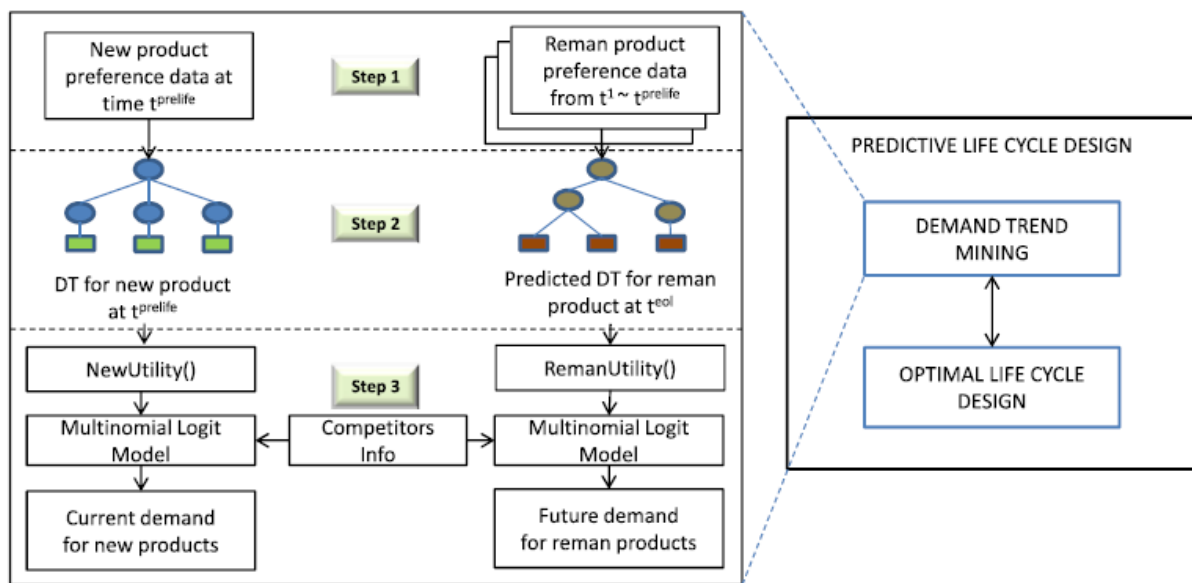 New product
preference data at
time t^prelife
Step 1
Reman product
preference data
from t^1 ~ t^prelife
Step 2
DT for new product
at t^prelife
Predicted DT for reman
product at t^eol
NewUtility()
Step 3
RemanUtility()
Multinomial Logit
Model
Competitors
Info
Multinomial Logit
Model
Current demand
for new products
Future demand
for reman products
PREDICTIVE LIFE CYCLE DESIGN
DEMAND TREND
MINING
OPTIMAL LIFE CYCLE
DESIGN